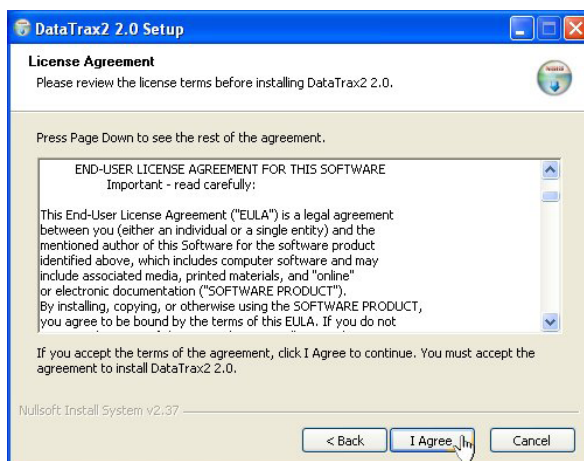 DataTrax2 2.0 Setup
License Agreement
Please review the license terms before installing DataTrax2 2.0.
Press Page Down to see the rest of the agreement.
END-USER LICENSE AGREEMENT FOR THIS SOFTWARE
Important - read carefully:
This End-User License Agreement ("EULA") is a legal agreement
between you (either an individual or a single entity) and the
mentioned author of this Software for the software product
identified above, which includes computer software and may
include associated media, printed materials, and "online"
or electronic documentation ("SOFTWARE PRODUCT").
By installing, copying, or otherwise using the SOFTWARE PRODUCT,
you agree to be bound by the terms of this EULA. If you do not
If you accept the terms of the agreement, click I Agree to continue. You must accept the
agreement to install DataTrax2 2.0.
Nullsoft Install System v2.37
< Back
I Agree
Cancel